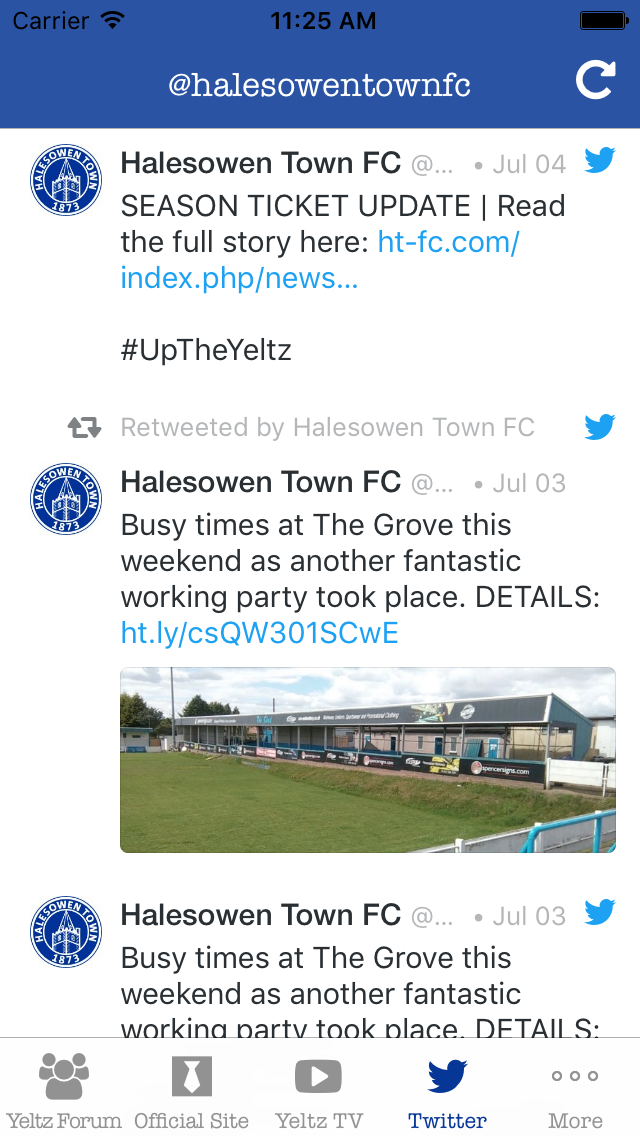 Carrier 11:25 AM
@halesowentownfc
HALESOWEN TOWN
1873
Halesowen Town FC @... • Jul 04
SEASON TICKET UPDATE | Read
the full story here: ht-fc.com/
index.php/news...
#UpTheYeltz
Retweeted by Halesowen Town FC
HALESOWEN TOWN
1873
Halesowen Town FC @... • Jul 03
Busy times at The Grove this
weekend as another fantastic
working party took place. DETAILS:
ht.ly/csQW301SCwE
spencersigns.com
HALESOWEN TOWN
1873
Halesowen Town FC @... • Jul 03
Busy times at The Grove this
weekend as another fantastic
working party took place. DETAILS:
Yeltz Forum Official Site Yeltz TV Twitter More